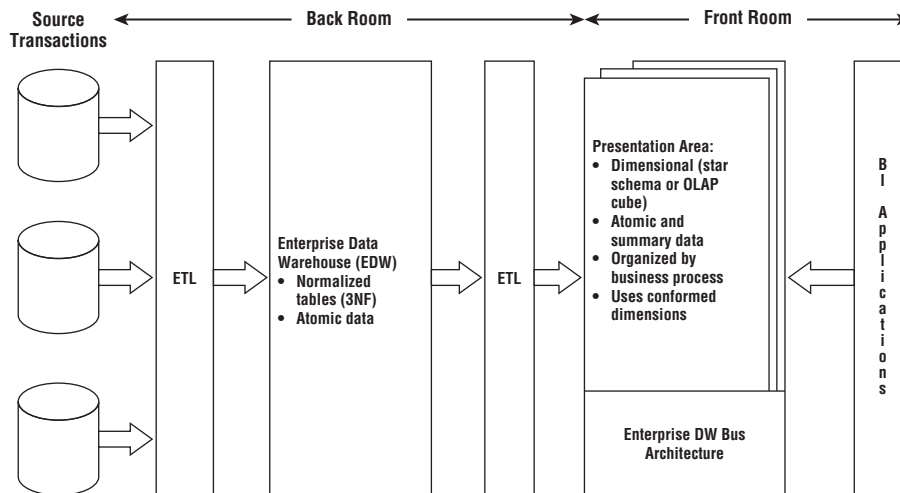 Source
Transactions
Back Room
Front Room
ETL
Enterprise Data
Warehouse (EDW)
• Normalized
tables (3NF)
• Atomic data
ETL
Presentation Area:
• Dimensional (star
schema or OLAP
cube)
• Atomic and
summary data
• Organized by
business process
• Uses conformed
dimensions
Enterprise DW Bus
Architecture
BI Applications